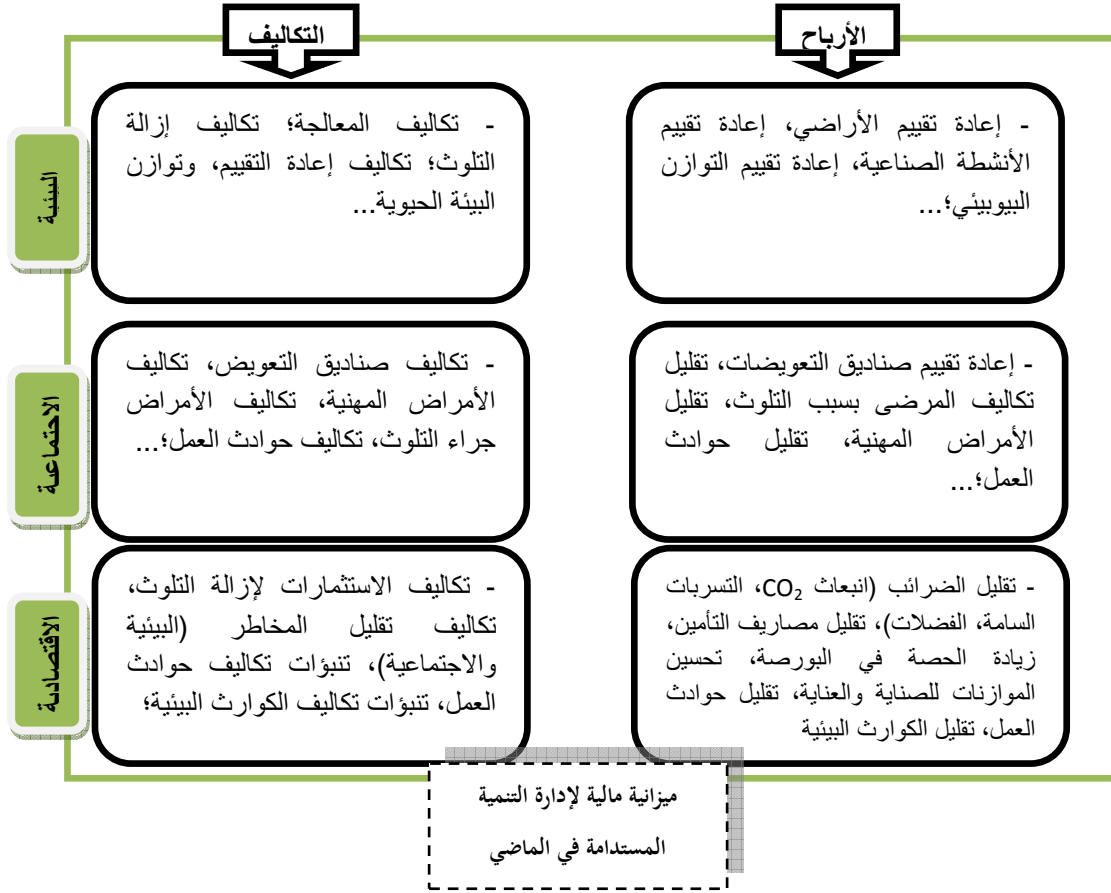 الأرباح
التكاليف
البيئية
- إعادة تقييم الأراضي، إعادة تقييم
الأنشطة الصناعية، إعادة تقييم التوازن
البيوبيئي؛...
- تكاليف المعالجة؛ تكاليف إزالة
التلوث؛ تكاليف إعادة التقييم، وتوازن
البيئة الحيوية...
الاجتماعية
- إعادة تقييم صناديق التعويضات، تقليل
تكاليف المرضى بسبب التلوث، تقليل
الأمراض المهنية، تقليل حوادث
العمل؛...
- تكاليف صناديق التعويض، تكاليف
الأمراض المهنية، تكاليف الأمراض
جراء التلوث، تكاليف حوادث العمل؛...
الاقتصادية
- تقليل الضرائب (انبعاث CO₂، التسربات
السامة، الفضلات)، تقليل مصاريف التأمين،
زيادة الحصة في البورصة، تحسين
الموازنات للصناية والعناية، تقليل حوادث
العمل، تقليل الكوارث البيئية
- تكاليف الاستثمارات لإزالة التلوث،
تكاليف تقليل المخاطر (البيئية
والاجتماعية)، تنبؤات تكاليف حوادث
العمل، تنبؤات تكاليف الكوارث البيئية؛
ميزانية مالية لإدارة التنمية
المستدامة في الماضي